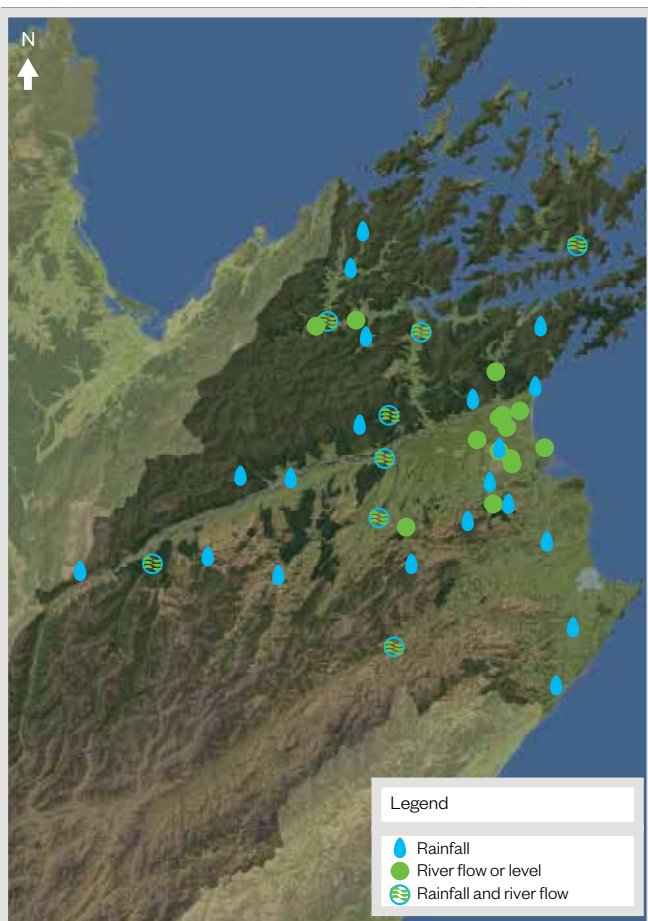 N
Legend
Rainfall
River flow or level
Rainfall and river flow